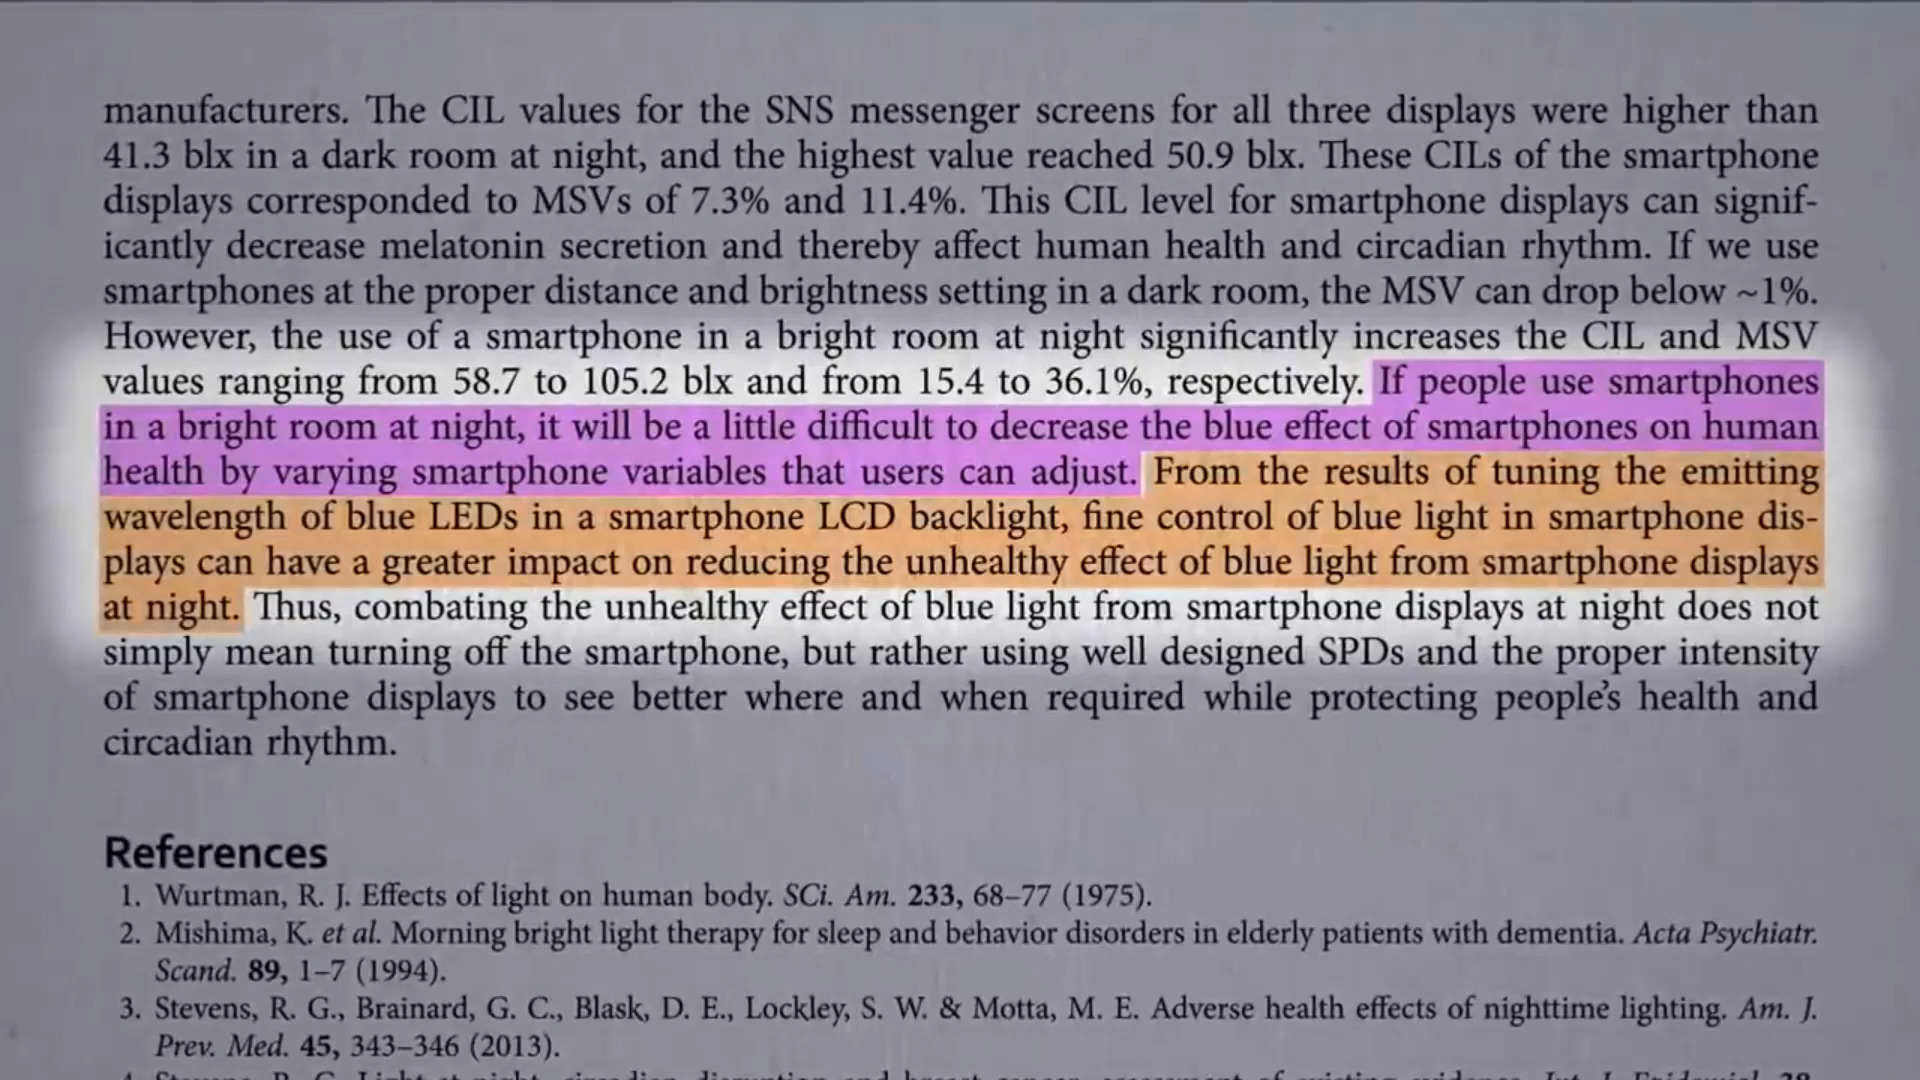 manufacturers. The CIL values for the SNS messenger screens for all three displays were higher than
41.3 blx in a dark room at night, and the highest value reached 50.9 blx. These CILs of the smartphone
displays corresponded to MSVs of 7.3% and 11.4%. This CIL level for smartphone displays can signif-
icantly decrease melatonin secretion and thereby affect human health and circadian rhythm. If we use
smartphones at the proper distance and brightness setting in a dark room, the MSV can drop below ~1%.
However, the use of a smartphone in a bright room at night significantly increases the CIL and MSV
values ranging from 58.7 to 105.2 blx and from 15.4 to 36.1%, respectively. If people use smartphones
in a bright room at night, it will be a little difficult to decrease the blue effect of smartphones on human
health by varying smartphone variables that users can adjust. From the results of tuning the emitting
wavelength of blue LEDs in a smartphone LCD backlight, fine control of blue light in smartphone dis-
plays can have a greater impact on reducing the unhealthy effect of blue light from smartphone displays
at night. Thus, combating the unhealthy effect of blue light from smartphone displays at night does not
simply mean turning off the smartphone, but rather using well designed SPDs and the proper intensity
of smartphone displays to see better where and when required while protecting people's health and
circadian rhythm.
References
1. Wurtman, R. J. Effects of light on human body. SCi. Am. 233, 68–77 (1975).
2. Mishima, K. et al. Morning bright light therapy for sleep and behavior disorders in elderly patients with dementia. Acta Psychiatr.
Scand. 89, 1–7 (1994).
3. Stevens, R. G., Brainard, G. C., Blask, D. E., Lockley, S. W. & Motta, M. E. Adverse health effects of nighttime lighting. Am. J.
Prev. Med. 45, 343–346 (2013).